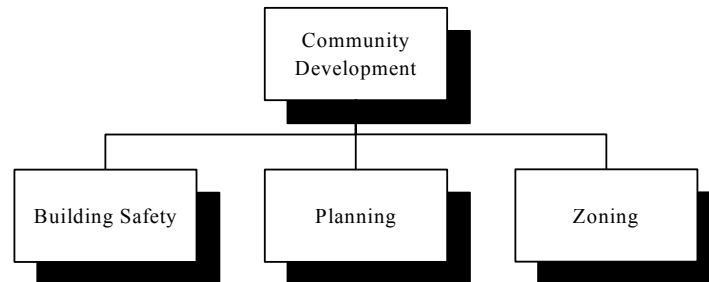 Community
Development
Building Safety
Planning
Zoning